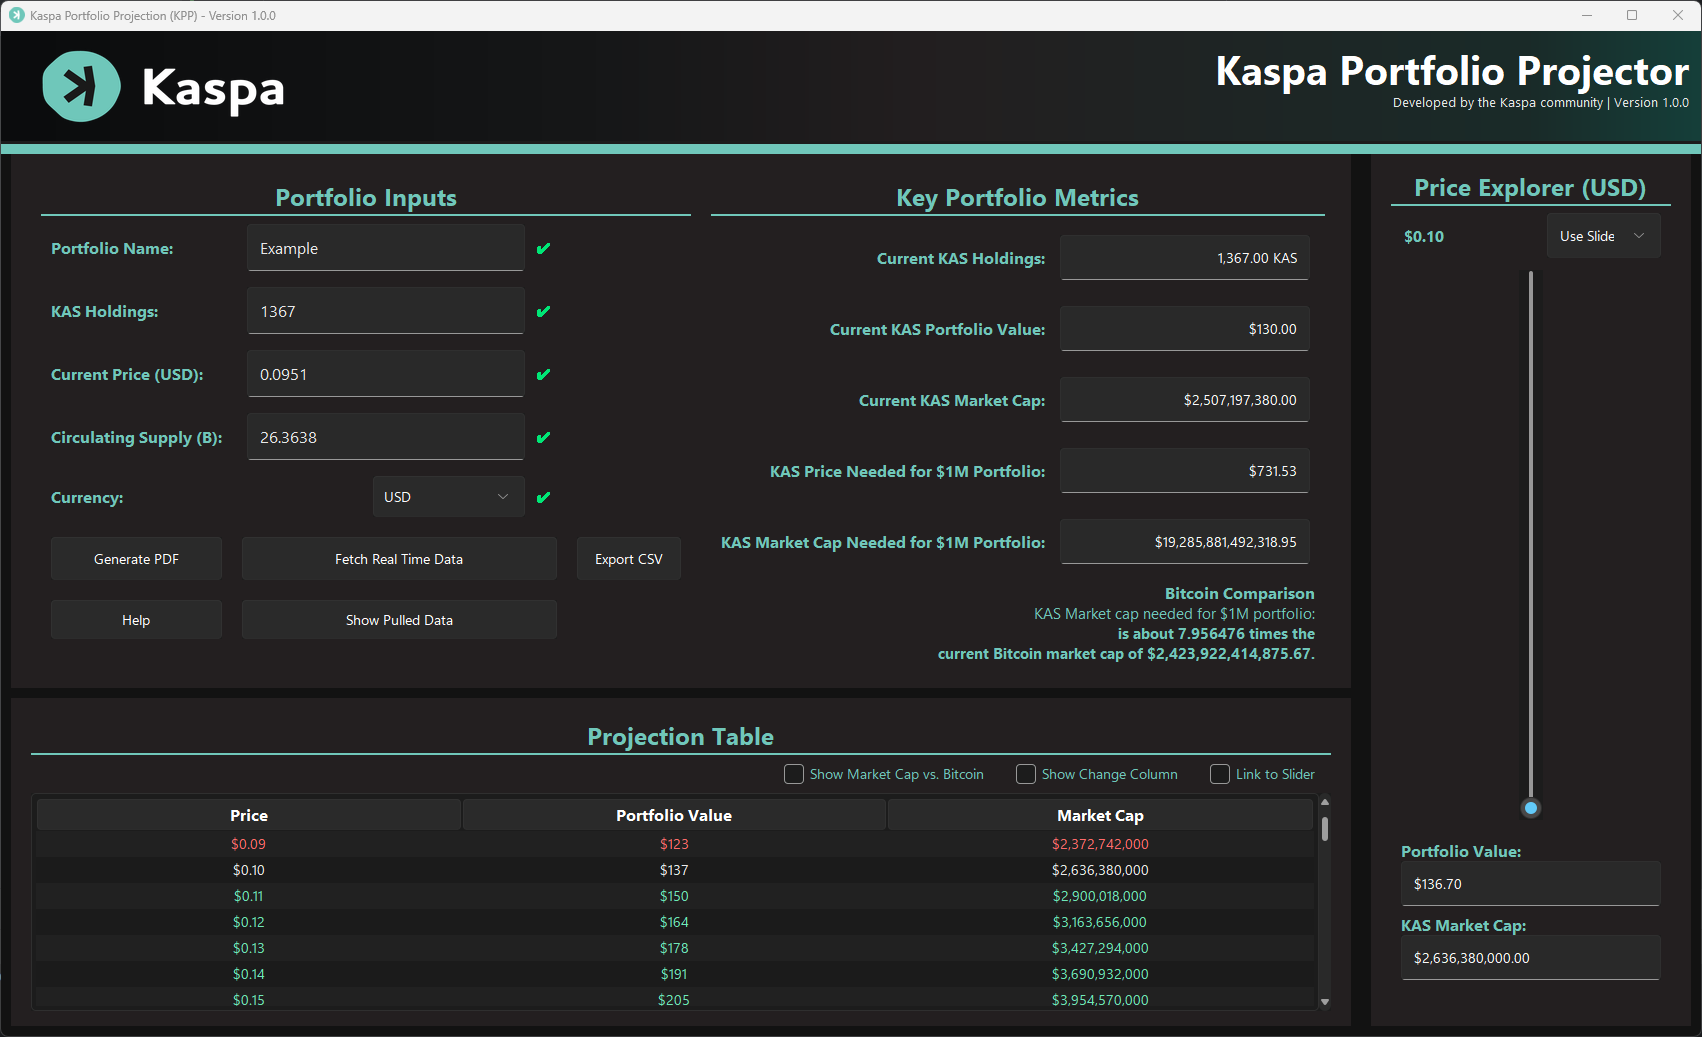 Kaspa Portfolio Projection (KPP) - Version 1.0.0
Kaspa
Kaspa Portfolio Projector
Developed by the Kaspa community | Version 1.0.0
Portfolio Inputs
Portfolio Name: Example
KAS Holdings: 1367
Current Price (USD): 0.0951
Circulating Supply (B): 26.3638
Currency: USD
Generate PDF Fetch Real Time Data Export CSV
Help Show Pulled Data
Key Portfolio Metrics
Current KAS Holdings: 1,367.00 KAS
Current KAS Portfolio Value: $130.00
Current KAS Market Cap: $2,507,197,380.00
KAS Price Needed for $1M Portfolio: $731.53
KAS Market Cap Needed for $1M Portfolio: $19,285,881,492,318.95
Bitcoin Comparison
KAS Market cap needed for $1M portfolio:
is about 7.956476 times the
current Bitcoin market cap of $2,423,922,414,875.67.
Price Explorer (USD)
$0.10 Use Slide
Portfolio Value:
$136.70
KAS Market Cap:
$2,636,380,000.00
Projection Table
Show Market Cap vs. Bitcoin Show Change Column Link to Slider
Price Portfolio Value Market Cap
$0.09 $123 $2,372,742,000
$0.10 $137 $2,636,380,000
$0.11 $150 $2,900,018,000
$0.12 $164 $3,163,656,000
$0.13 $178 $3,427,294,000
$0.14 $191 $3,690,932,000
$0.15 $205 $3,954,570,000